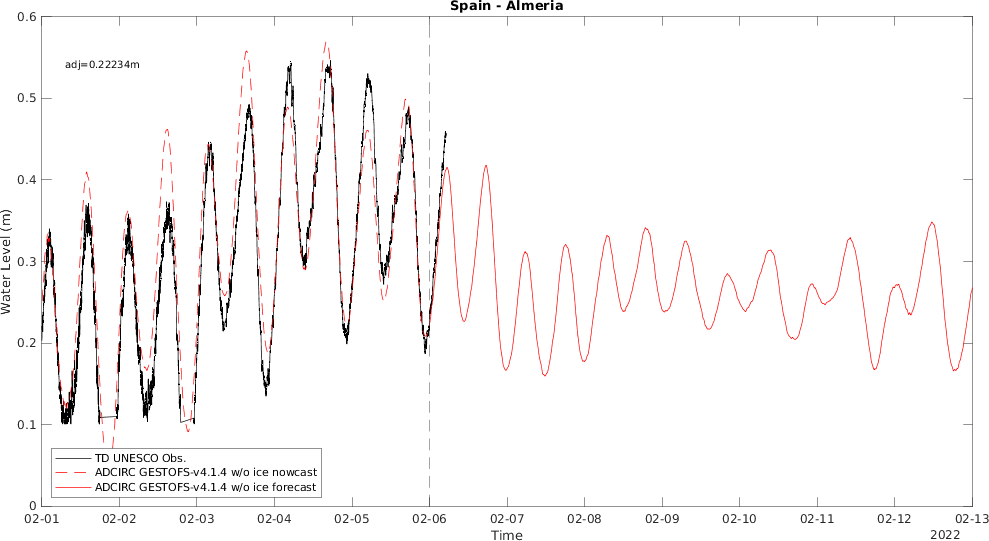 Spain - Almeria
0.6
adj=0.22234m
0.5
0.4
0.3
Water Level (m)
0.2
0.1
TD UNESCO Obs.
ADCIRC GESTOFS-v4.1.4 w/o ice nowcast
ADCIRC GESTOFS-v4.1.4 w/o ice forecast
0
02-01 02-02 02-03 02-04 02-05 02-06 02-07 02-08 02-09 02-10 02-11 02-12 02-13
Time 2022